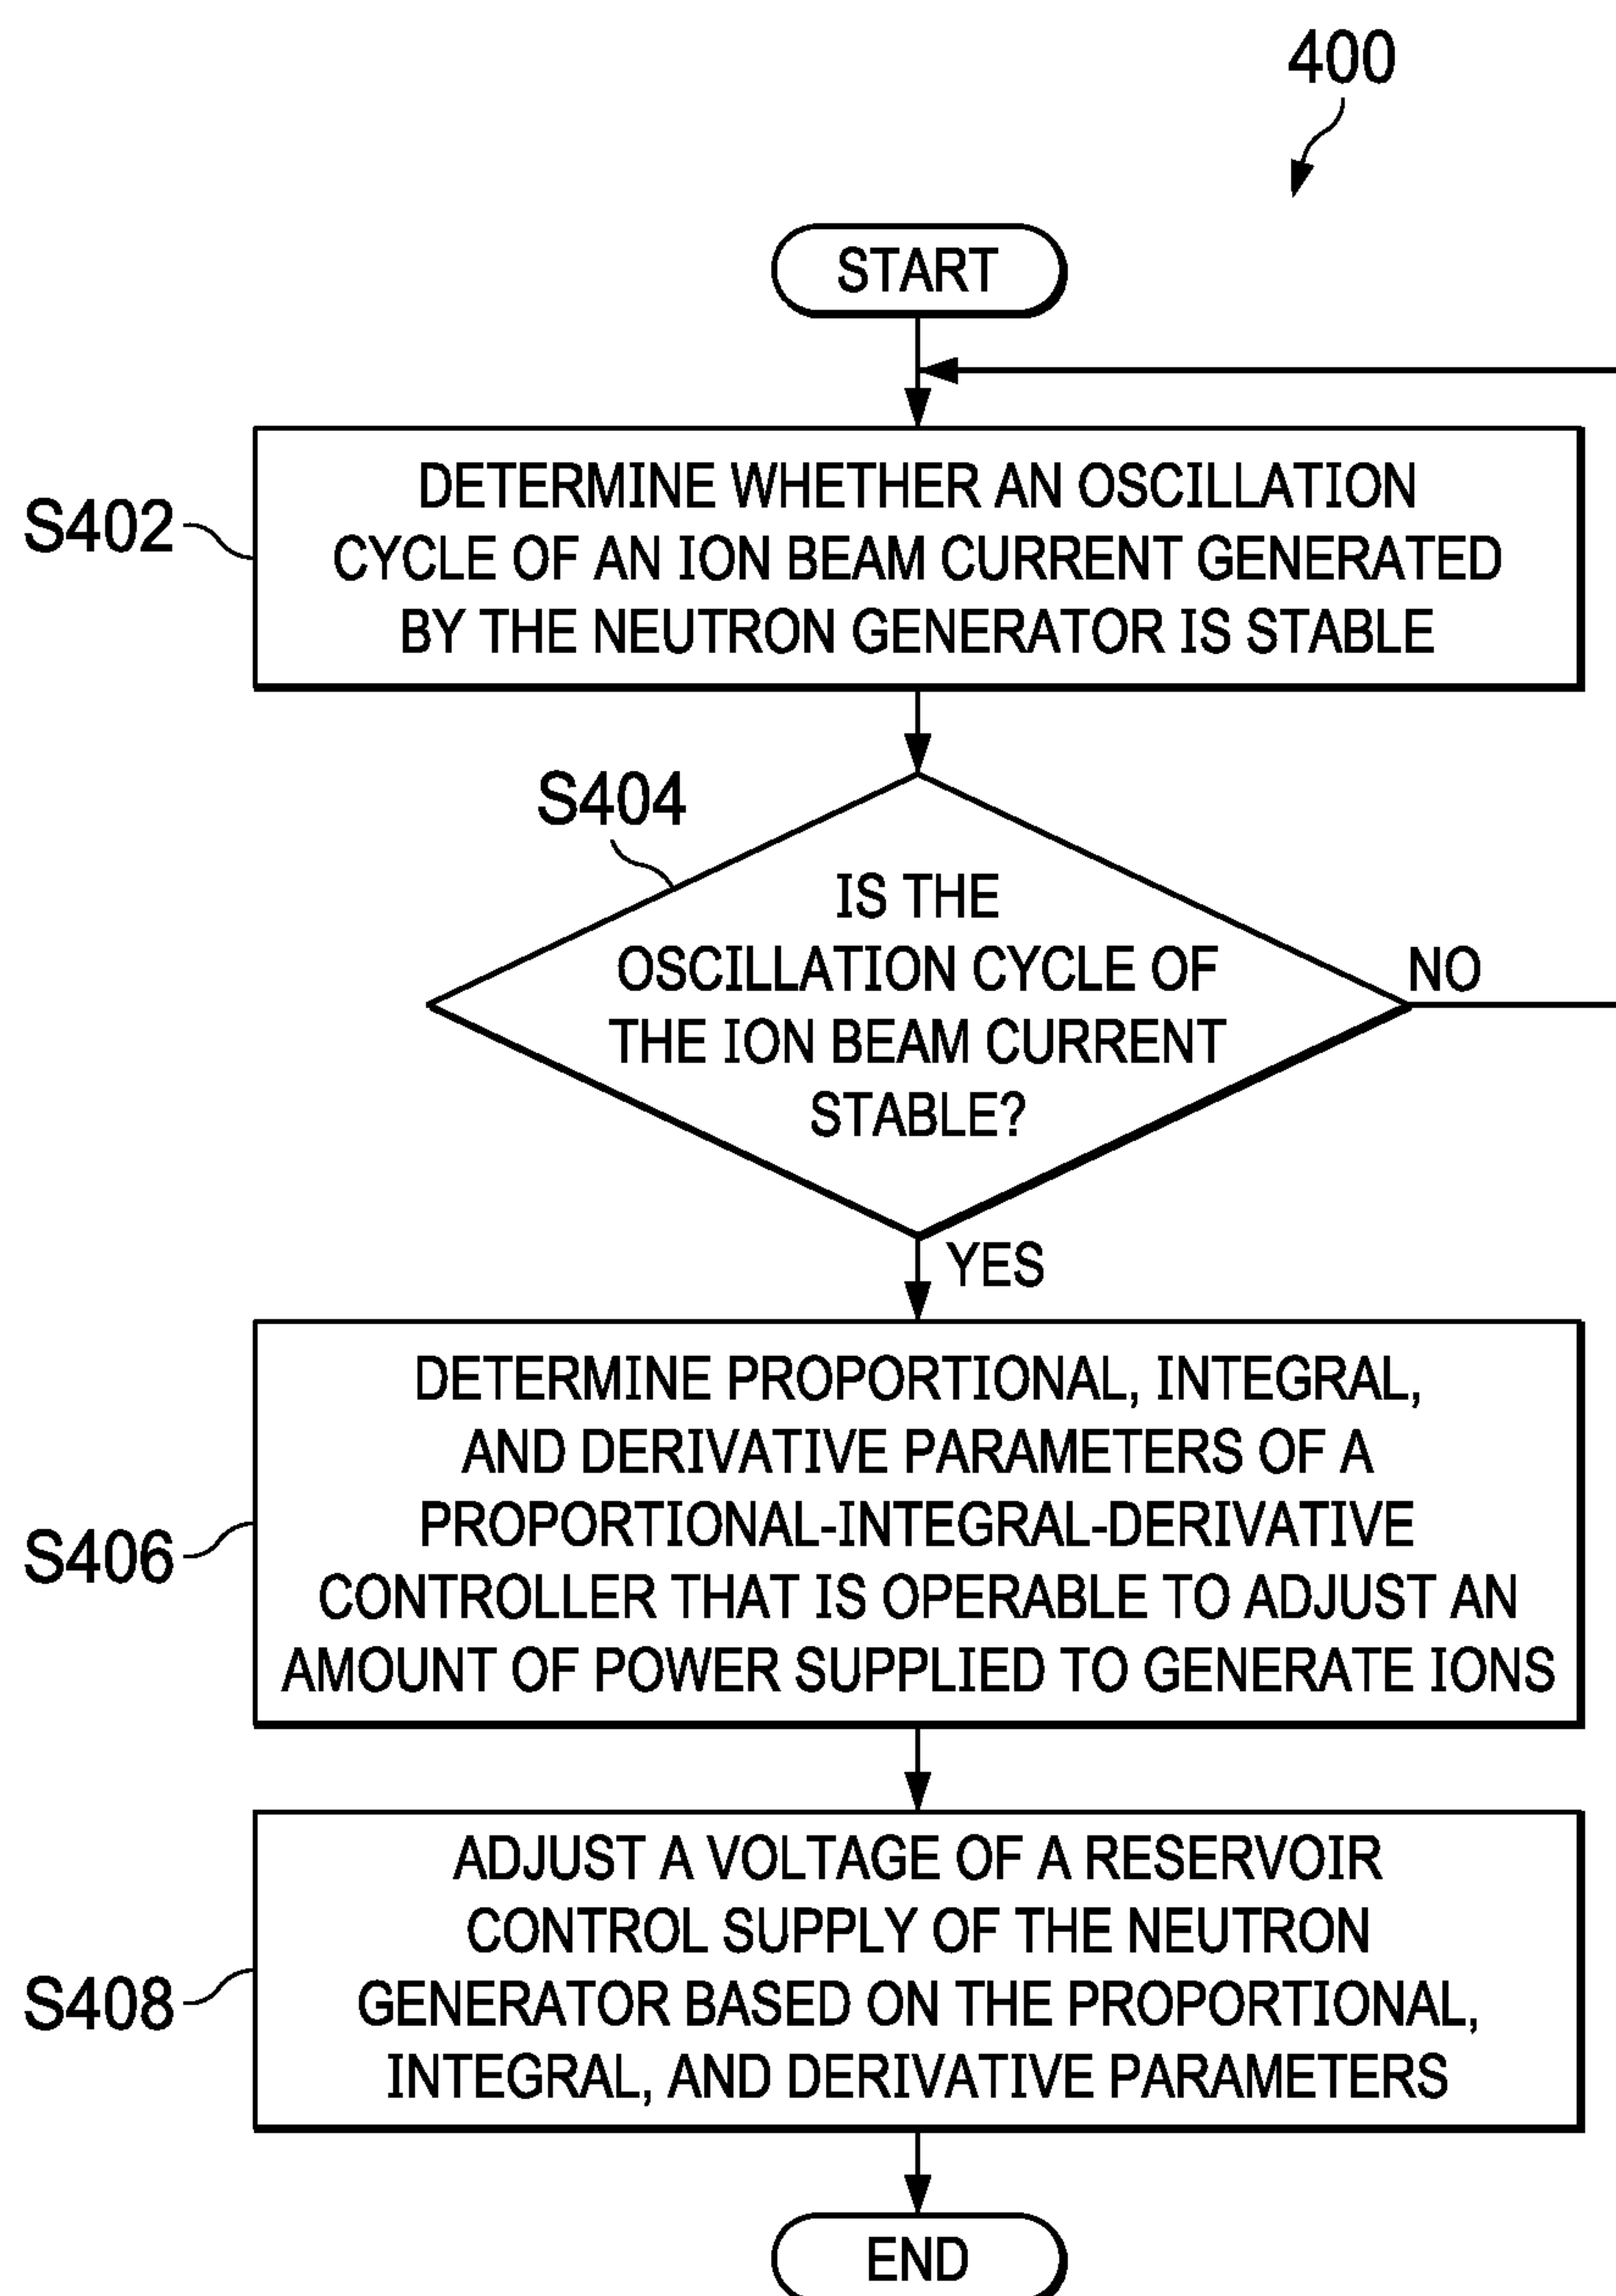 400
START
S402
DETERMINE WHETHER AN OSCILLATION
CYCLE OF AN ION BEAM CURRENT GENERATED
BY THE NEUTRON GENERATOR IS STABLE
S404
IS THE
OSCILLATION CYCLE OF
THE ION BEAM CURRENT
STABLE?
NO
YES
S406
DETERMINE PROPORTIONAL, INTEGRAL,
AND DERIVATIVE PARAMETERS OF A
PROPORTIONAL-INTEGRAL-DERIVATIVE
CONTROLLER THAT IS OPERABLE TO ADJUST AN
AMOUNT OF POWER SUPPLIED TO GENERATE IONS
S408
ADJUST A VOLTAGE OF A RESERVOIR
CONTROL SUPPLY OF THE NEUTRON
GENERATOR BASED ON THE PROPORTIONAL,
INTEGRAL, AND DERIVATIVE PARAMETERS
END